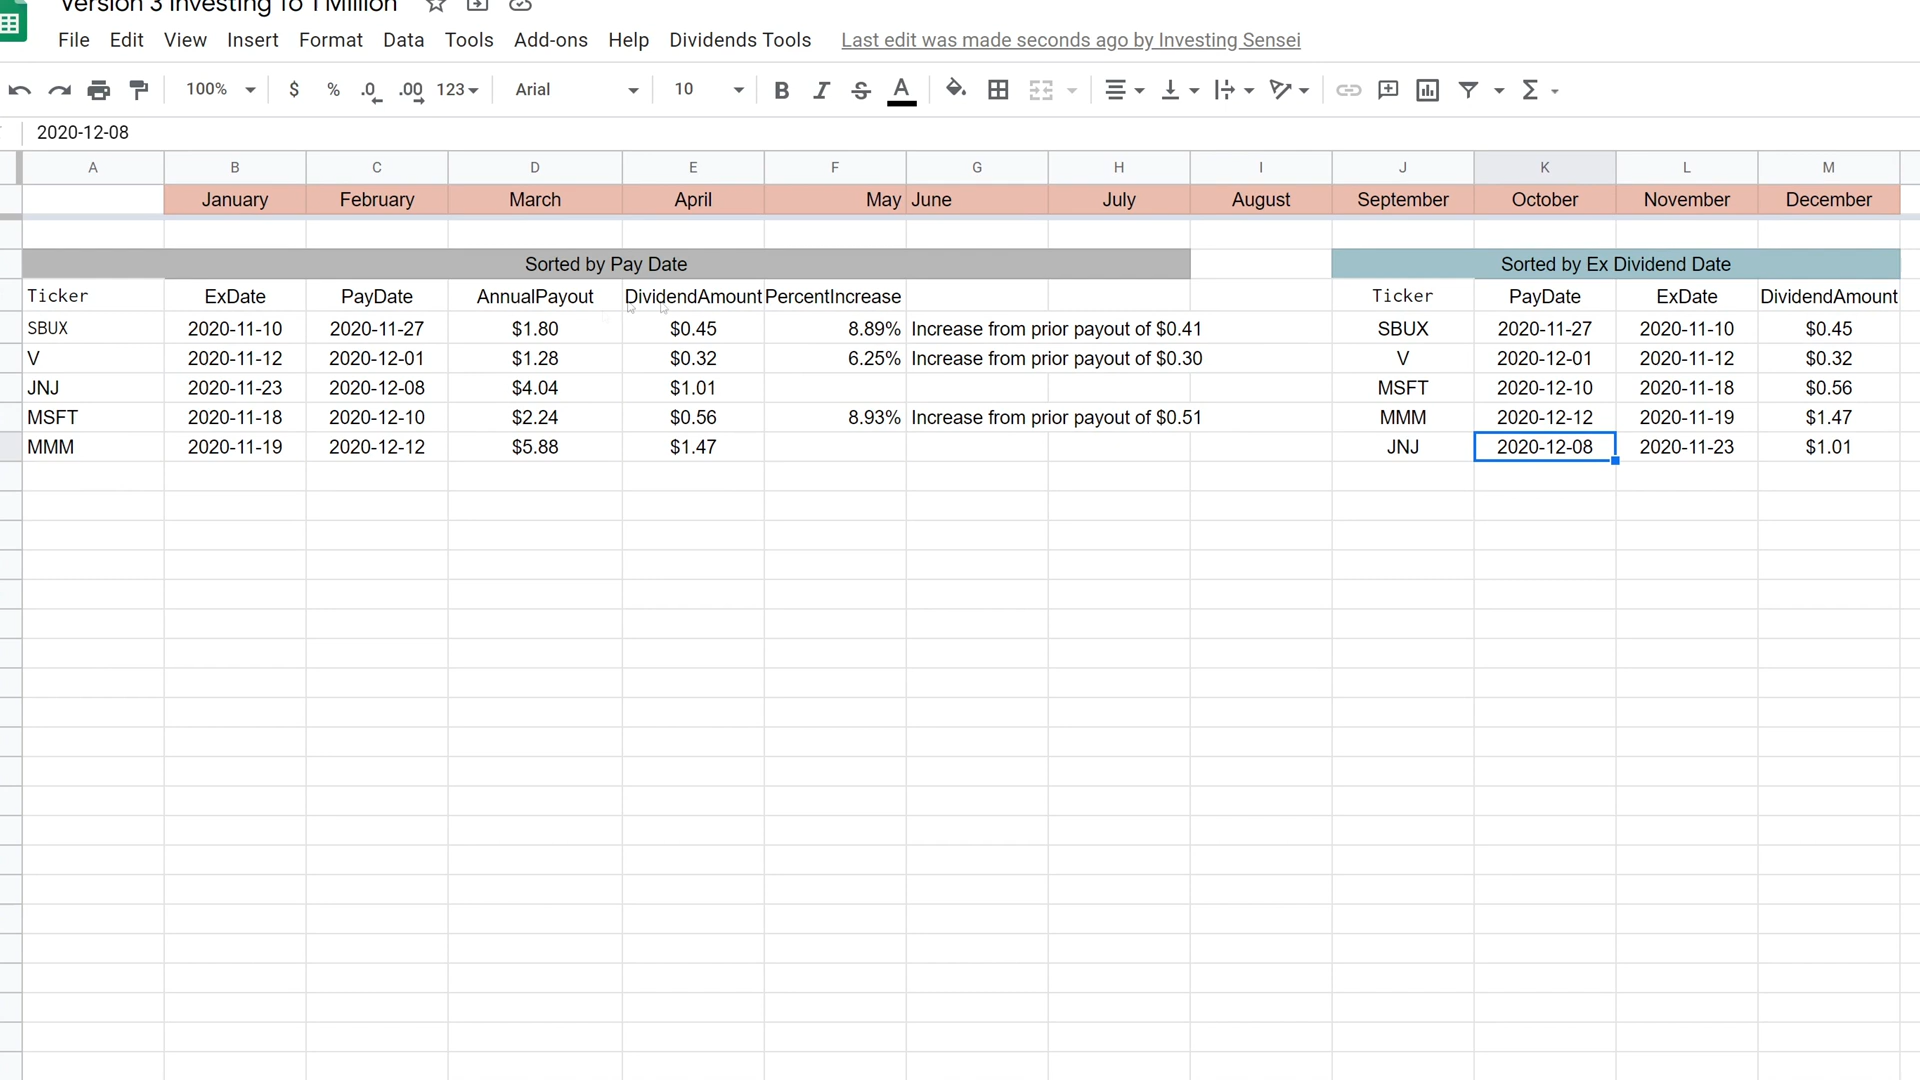 Version 3 Investing To 1 Million
File Edit View Insert Format Data Tools Add-ons Help Dividends Tools Last edit was made seconds ago by Investing Sensei
100% $ % .0 .00 123 Arial 10 B I S A Σ
2020-12-08
A B C D E F G H I J K L M
January February March April May June July August September October November December
Sorted by Pay Date Sorted by Ex Dividend Date
Ticker ExDate PayDate AnnualPayout DividendAmount PercentIncrease Ticker PayDate ExDate DividendAmount
SBUX 2020-11-10 2020-11-27 $1.80 $0.45 8.89% Increase from prior payout of $0.41 SBUX 2020-11-27 2020-11-10 $0.45
V 2020-11-12 2020-12-01 $1.28 $0.32 6.25% Increase from prior payout of $0.30 V 2020-12-01 2020-11-12 $0.32
JNJ 2020-11-23 2020-12-08 $4.04 $1.01 MSFT 2020-12-10 2020-11-18 $0.56
MSFT 2020-11-18 2020-12-10 $2.24 $0.56 8.93% Increase from prior payout of $0.51 MMM 2020-12-12 2020-11-19 $1.47
MMM 2020-11-19 2020-12-12 $5.88 $1.47 JNJ 2020-12-08 2020-11-23 $1.01